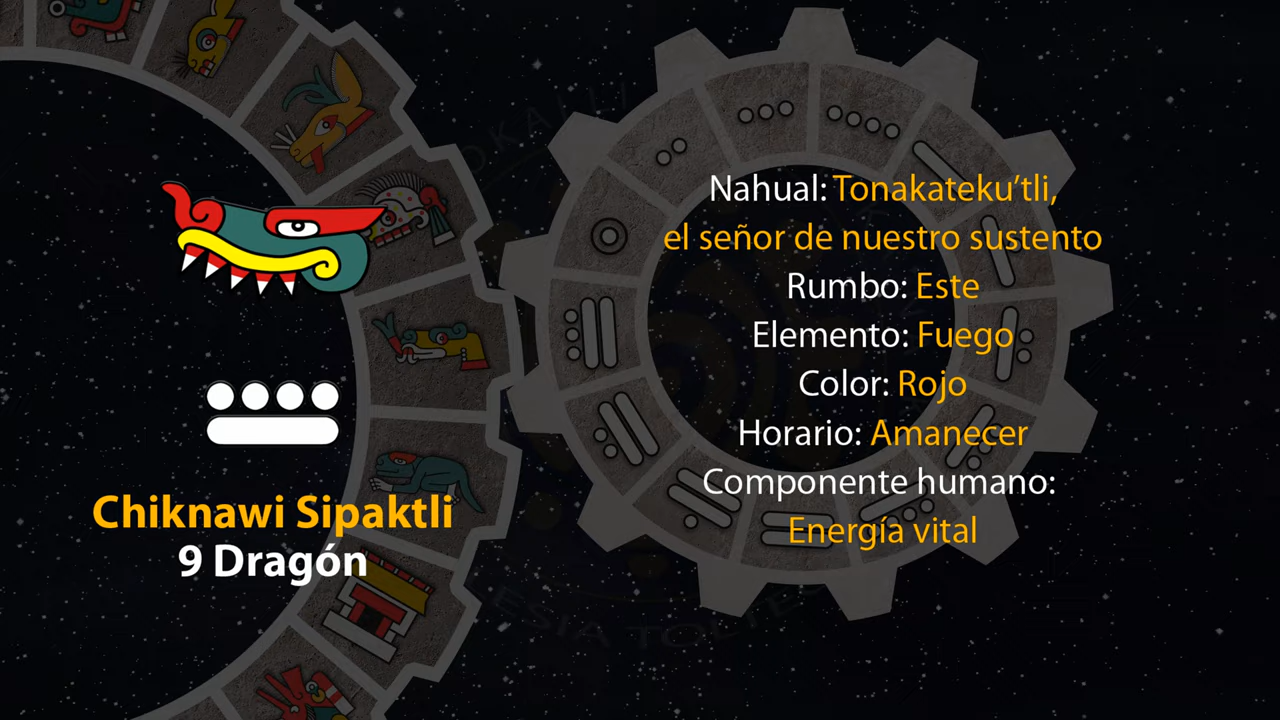 Chiknawi Sipaktli
9 Dragón
Nahual: Tonakateku’tli,
el señor de nuestro sustento
Rumbo: Este
Elemento: Fuego
Color: Rojo
Horario: Amanecer
Componente humano:
Energía vital